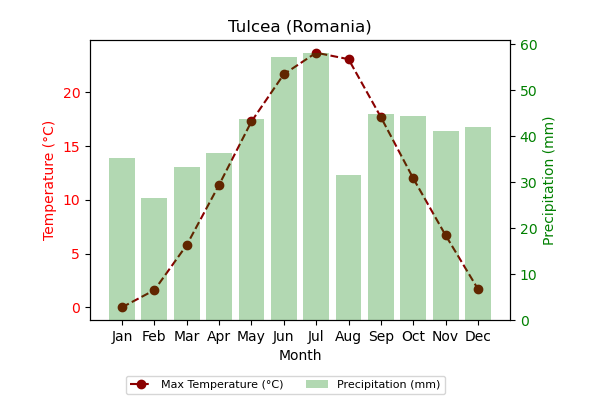 Tulcea (Romania)
Temperature (°C)
20
15
10
5
0
60
50
40
30
20
10
0
Precipitation (mm)
Jan Feb Mar Apr May Jun Jul Aug Sep Oct Nov Dec
Month
Max Temperature (°C) Precipitation (mm)